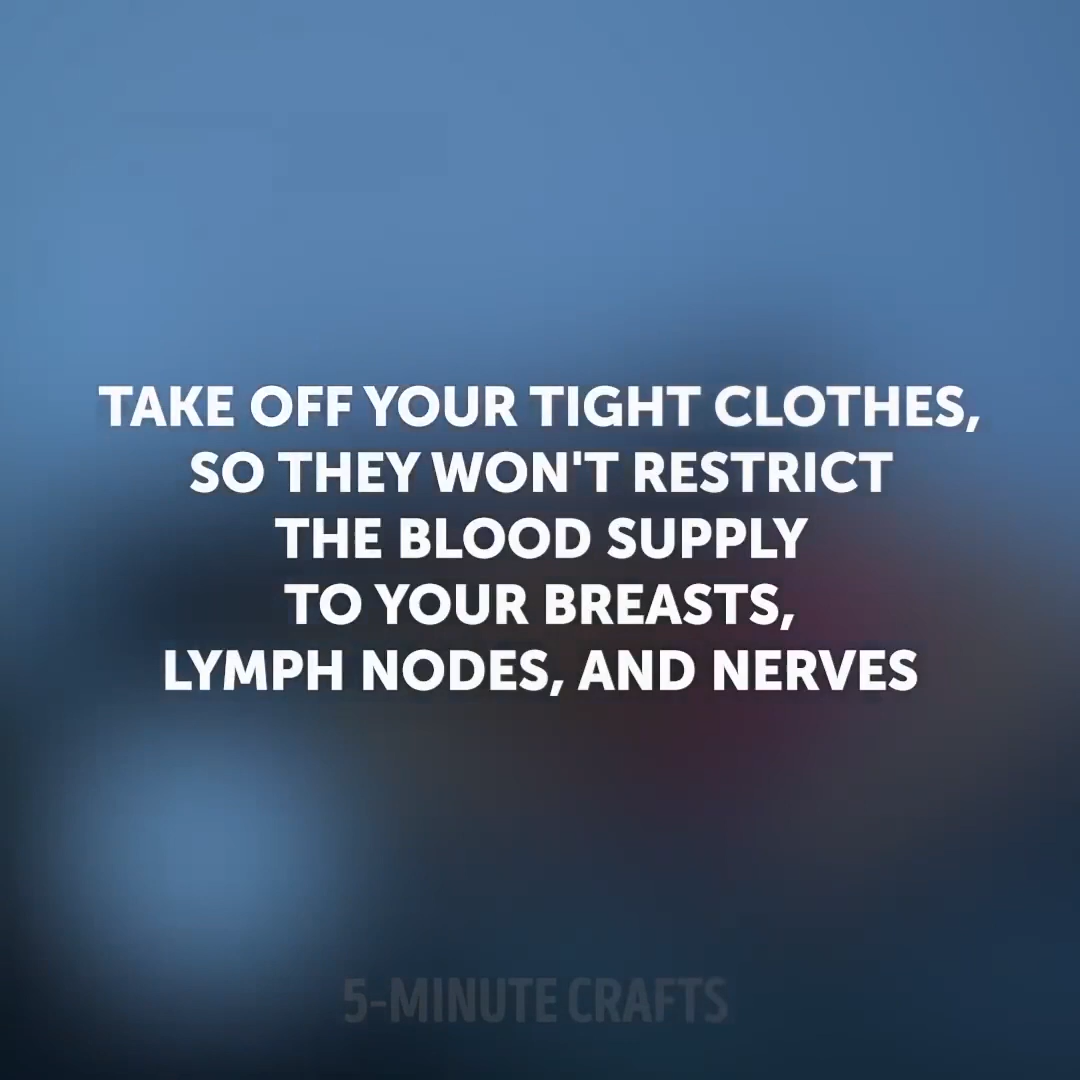 TAKE OFF YOUR TIGHT CLOTHES,
SO THEY WON'T RESTRICT
THE BLOOD SUPPLY
TO YOUR BREASTS,
LYMPH NODES, AND NERVES
5-MINUTE CRAFTS